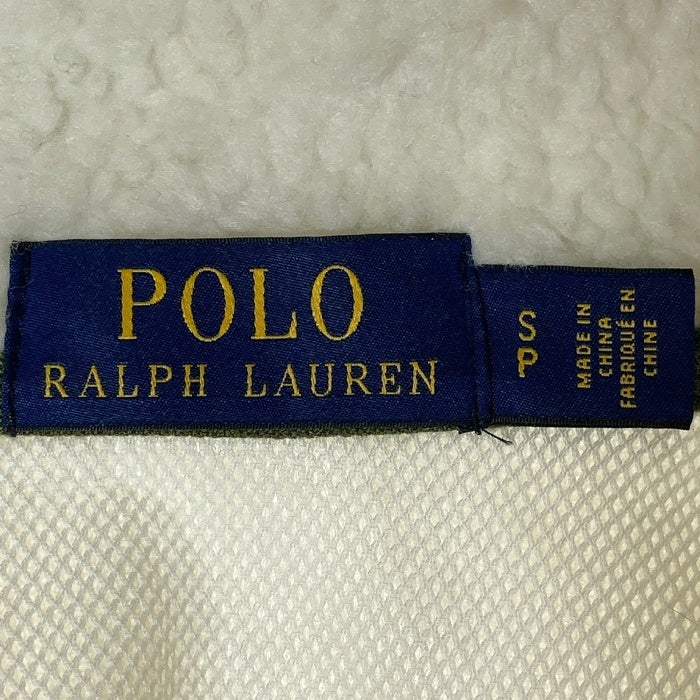 POLO
RALPH LAUREN
S
P
MADE IN
CHINA
FABRIQUÉ EN
CHINE